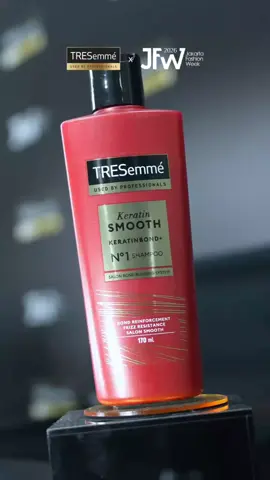 TRESemmé
USED BY PROFESSIONALS
X
JFW
2026
Jakarta
Fashion
Week
TRESemmé
USED BY PROFESSIONALS
Keratin
SMOOTH
KERATINBOND+
Nº1 SHAMPOO
BOND REINFORCEMENT
FRIZZ RESISTANCE
SALON SMOOTH
170 mL